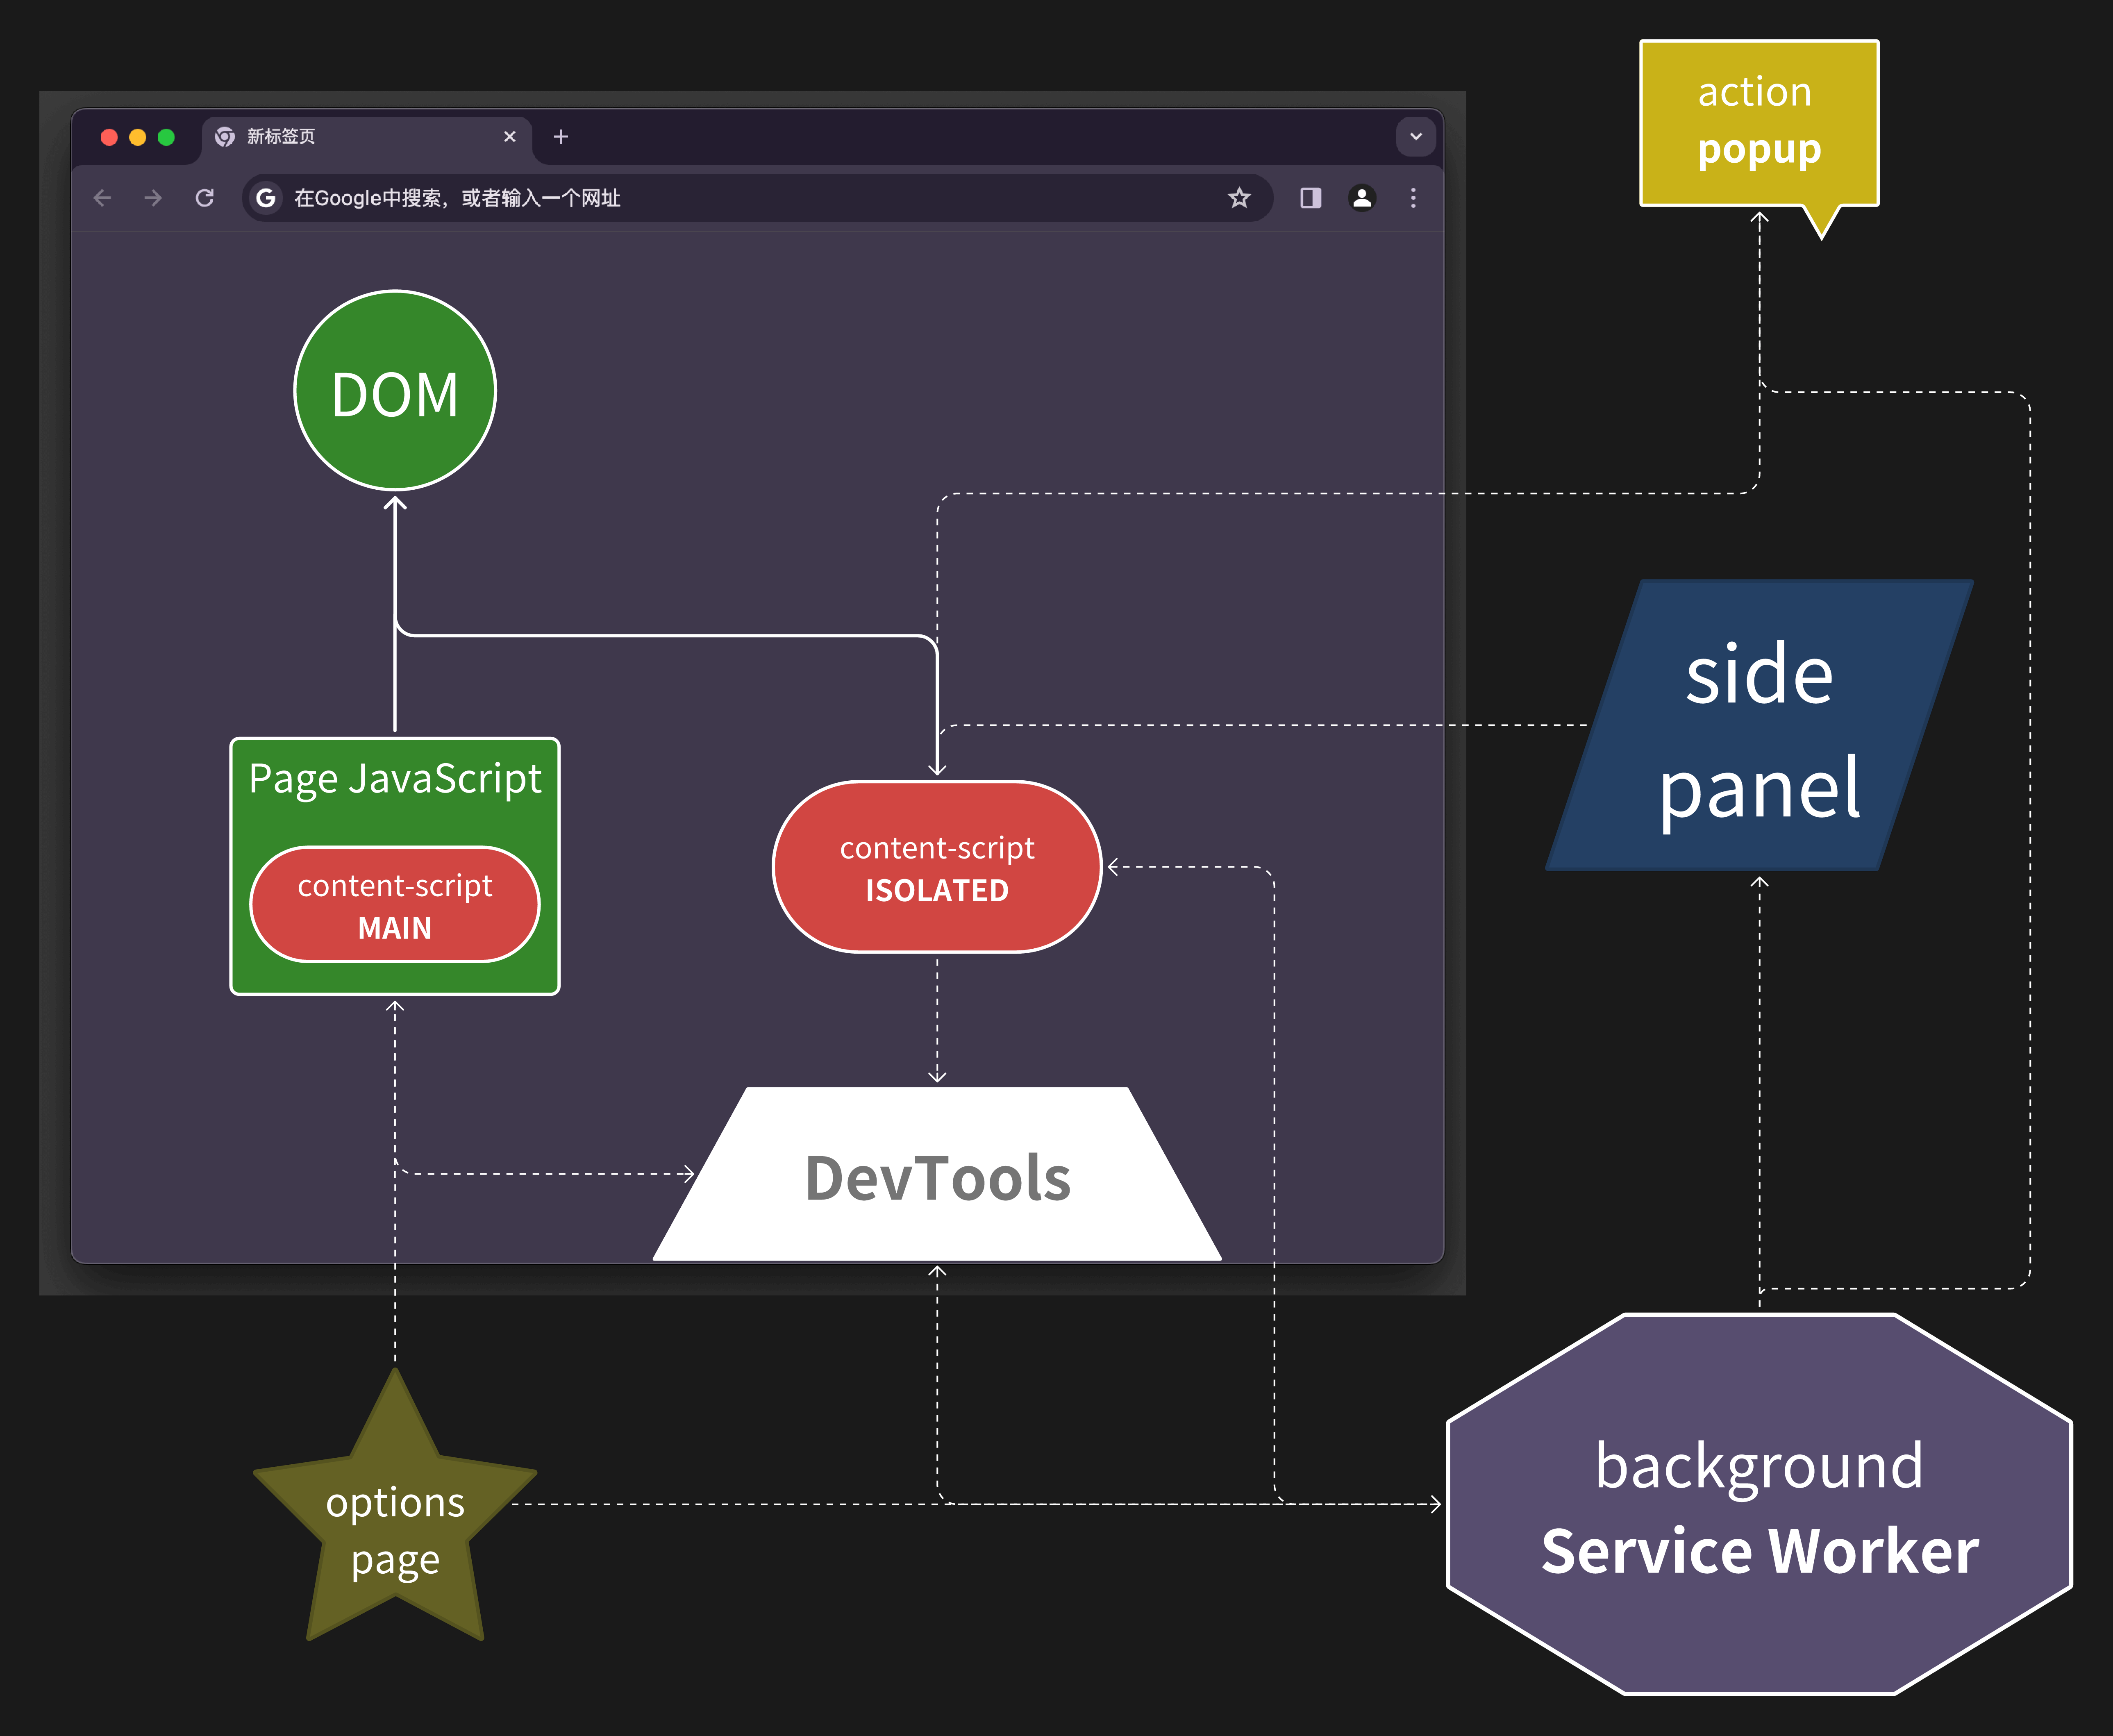 新标签页
在Google中搜索，或者输入一个网址
action
popup
DOM
side
panel
Page JavaScript
content-script
MAIN
content-script
ISOLATED
DevTools
options
page
background
Service Worker